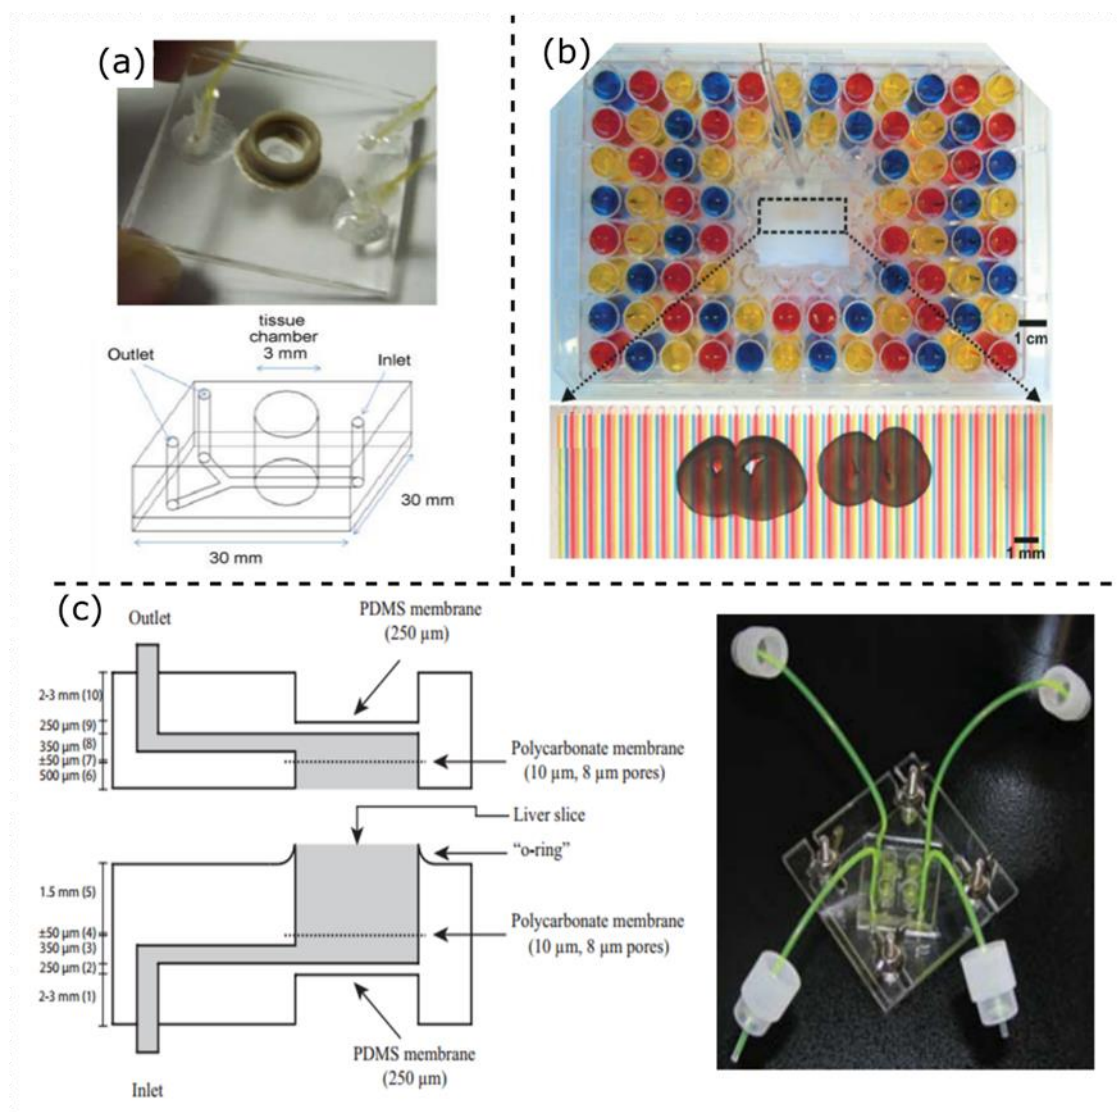 (a)
tissue
chamber
3 mm
Outlet
Inlet
30 mm
30 mm
(b)
1 cm
1 mm
(c)
Outlet
PDMS membrane
(250 µm)
2-3 mm (10)
250 µm (9)
350 µm (8)
±50 µm (7)
500 µm (6)
Polycarbonate membrane
(10 µm, 8 µm pores)
Liver slice
“o-ring”
1.5 mm (5)
±50 µm (4)
350 µm (3)
250 µm (2)
2-3 mm (1)
Polycarbonate membrane
(10 µm, 8 µm pores)
PDMS membrane
(250 µm)
Inlet